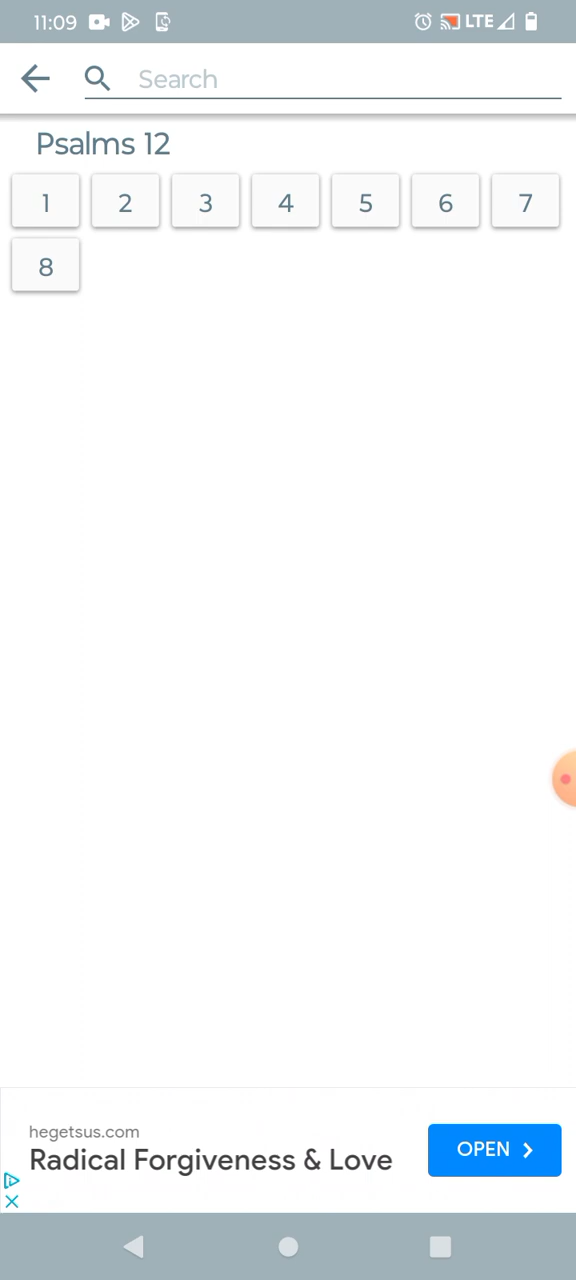 11:09 LTE
Search
Psalms 12
1 2 3 4 5 6 7
8
hegetsus.com
Radical Forgiveness & Love
OPEN